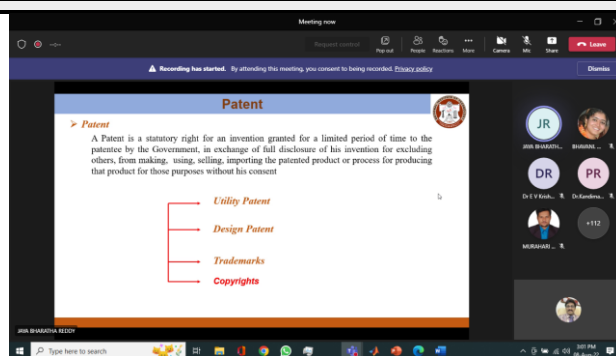 Meeting now
Request control
Pop out
People
Reactions
More
Camera
Mic
Share
Leave
Recording has started. By attending this meeting, you consent to being recorded. Privacy policy
Dismiss
Patent
Patent
A Patent is a statutory right for an invention granted for a limited period of time to the
patentee by the Government, in exchange of full disclosure of his invention for excluding
others, from making, using, selling, importing the patented product or process for producing
that product for those purposes without his consent
Utility Patent
Design Patent
Trademarks
Copyrights
JR
JAYA BHARATH...
BHAVANI, ...
DR
PR
Dr E V Krish...
Dr.Kandima...
+112
MURAHARI ...
JAYA BHARATHA REDDY
Type here to search
3:01 PM